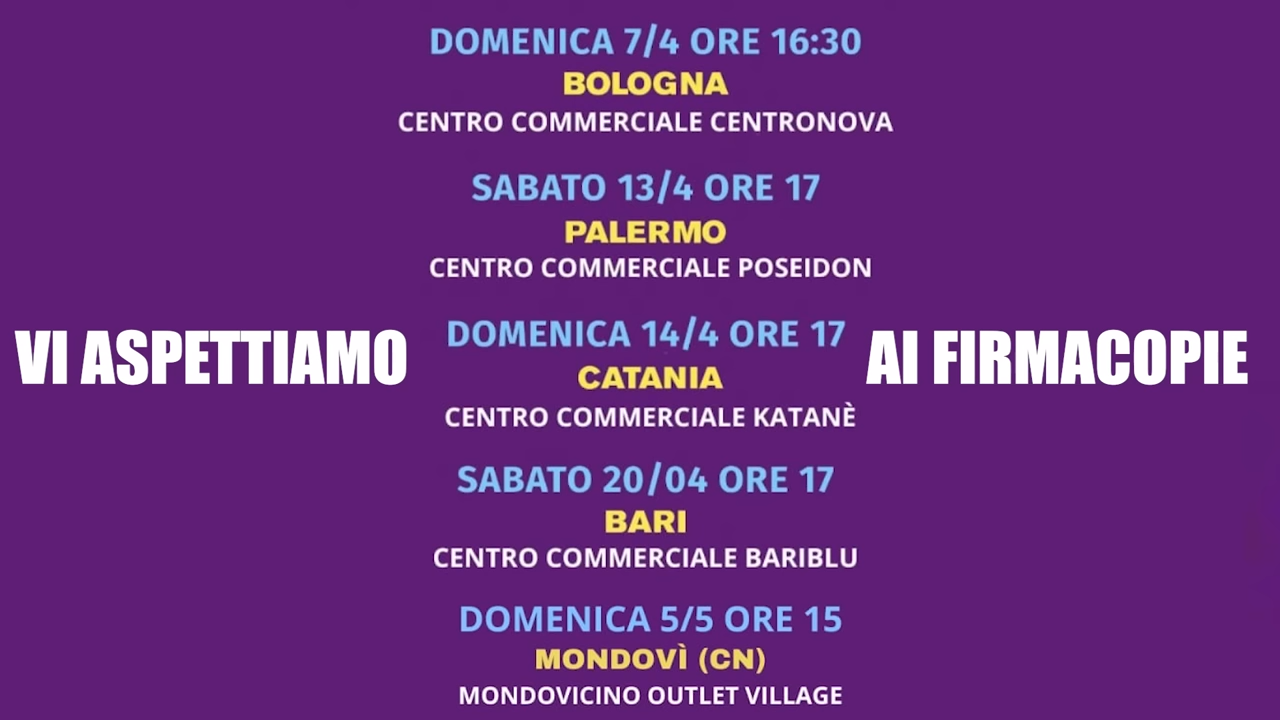 DOMENICA 7/4 ORE 16:30
BOLOGNA
CENTRO COMMERCIALE CENTRONOVA
SABATO 13/4 ORE 17
PALERMO
CENTRO COMMERCIALE POSEIDON
VI ASPETTIAMO
DOMENICA 14/4 ORE 17
AI FIRMACOPIE
CATANIA
CENTRO COMMERCIALE KATANÈ
SABATO 20/04 ORE 17
BARI
CENTRO COMMERCIALE BARIBLU
DOMENICA 5/5 ORE 15
MONDOVÌ (CN)
MONDOVICINO OUTLET VILLAGE